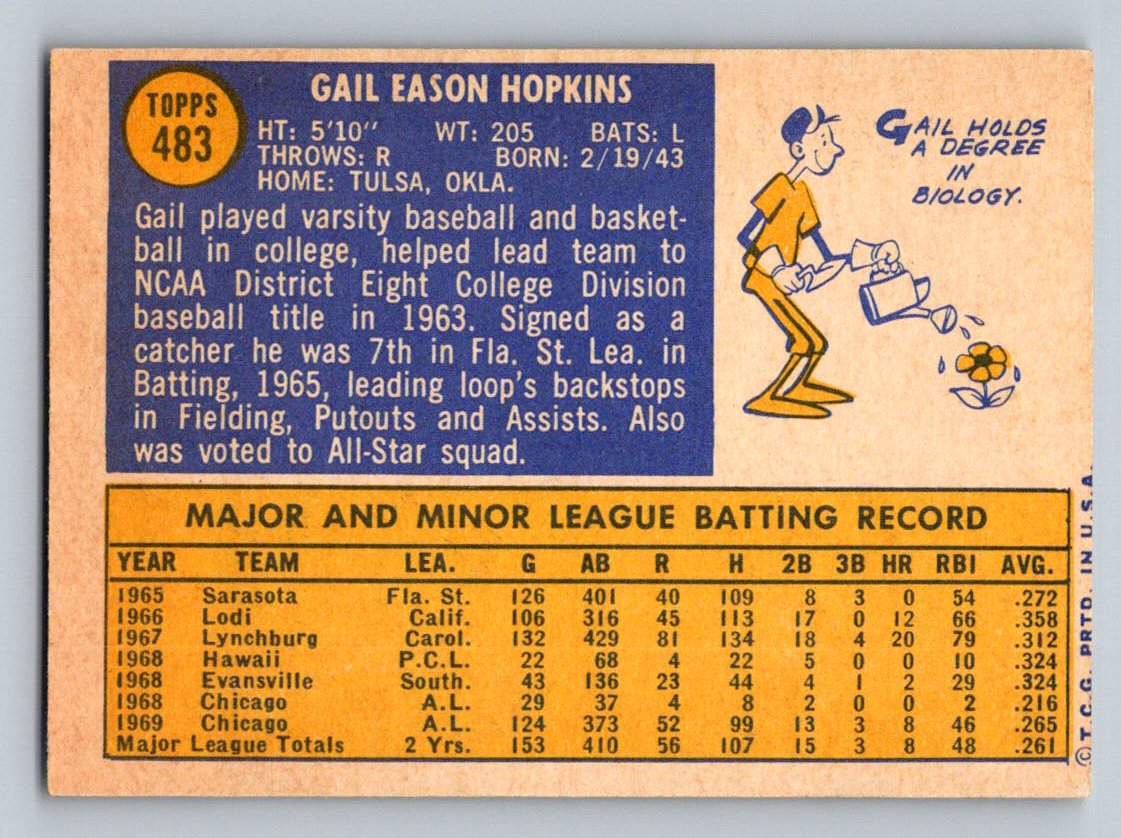 TOPPS
483
GAIL EASON HOPKINS
HT: 5'10" WT: 205 BATS: L
THROWS: R BORN: 2/19/43
HOME: TULSA, OKLA.
Gail played varsity baseball and basket-
ball in college, helped lead team to
NCAA District Eight College Division
baseball title in 1963. Signed as a
catcher he was 7th in Fla. St. Lea. in
Batting, 1965, leading loop's backstops
in Fielding, Putouts and Assists. Also
was voted to All-Star squad.
GAIL HOLDS
A DEGREE
IN
BIOLOGY.
MAJOR AND MINOR LEAGUE BATTING RECORD
YEAR TEAM LEA. G AB R H 2B 3B HR RBI AVG.
1965 Sarasota Fla. St. 126 401 40 109 8 3 0 54 .272
1966 Lodi Calif. 106 316 45 113 17 0 12 66 .358
1967 Lynchburg Carol. 132 429 81 134 18 4 20 79 .312
1968 Hawaii P.C.L. 22 68 4 22 5 0 0 10 .324
1968 Evansville South. 43 136 23 44 4 1 2 29 .324
1968 Chicago A.L. 29 37 4 8 2 0 0 2 .216
1969 Chicago A.L. 124 373 52 99 13 3 8 46 .265
Major League Totals 2 Yrs. 153 410 56 107 15 3 8 48 .261
© T.C.G. PRTD. IN U.S.A.